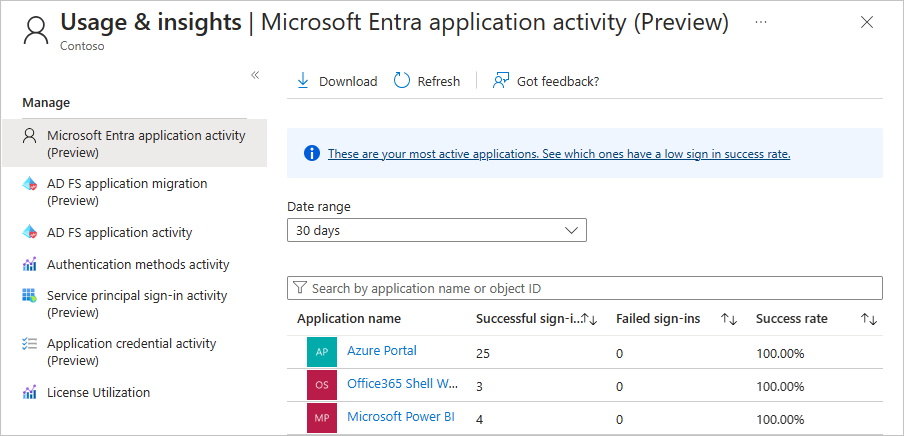 Usage & insights | Microsoft Entra application activity (Preview) ...
Contoso
«
Manage
Microsoft Entra application activity
(Preview)
AD FS application migration
(Preview)
AD FS application activity
Authentication methods activity
Service principal sign-in activity
(Preview)
Application credential activity
(Preview)
License Utilization
Download Refresh Got feedback?
These are your most active applications. See which ones have a low sign in success rate.
Date range
30 days
Search by application name or object ID
Application name Successful sign-i... Failed sign-ins Success rate
AP Azure Portal 25 0 100.00%
OS Office365 Shell W... 3 0 100.00%
MP Microsoft Power BI 4 0 100.00%